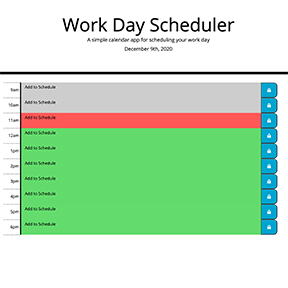 Work Day Scheduler
A simple calendar app for scheduling your work day
December 9th, 2020
9am Add to Schedule
10am Add to Schedule
11am Add to Schedule
12am Add to Schedule
1pm Add to Schedule
2pm Add to Schedule
3pm Add to Schedule
4pm Add to Schedule
5pm Add to Schedule
6pm Add to Schedule